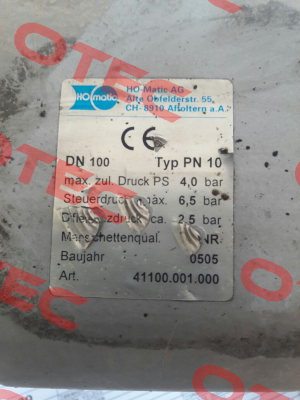 HO-Matic AG
Alte Obfelderstr. 55
CH-8910 Affoltern a.A.
HO matic
CE
DN 100 Typ PN 10
max. zul. Druck PS 4,0 bar
Steuerdruck max. 6,5 bar
Differenzdruck ca. 2,5 bar
Manschettenqual. NR.
Baujahr 0505
Art. 41100.001.000
OTEC
OTEC
OTEC
OTEC